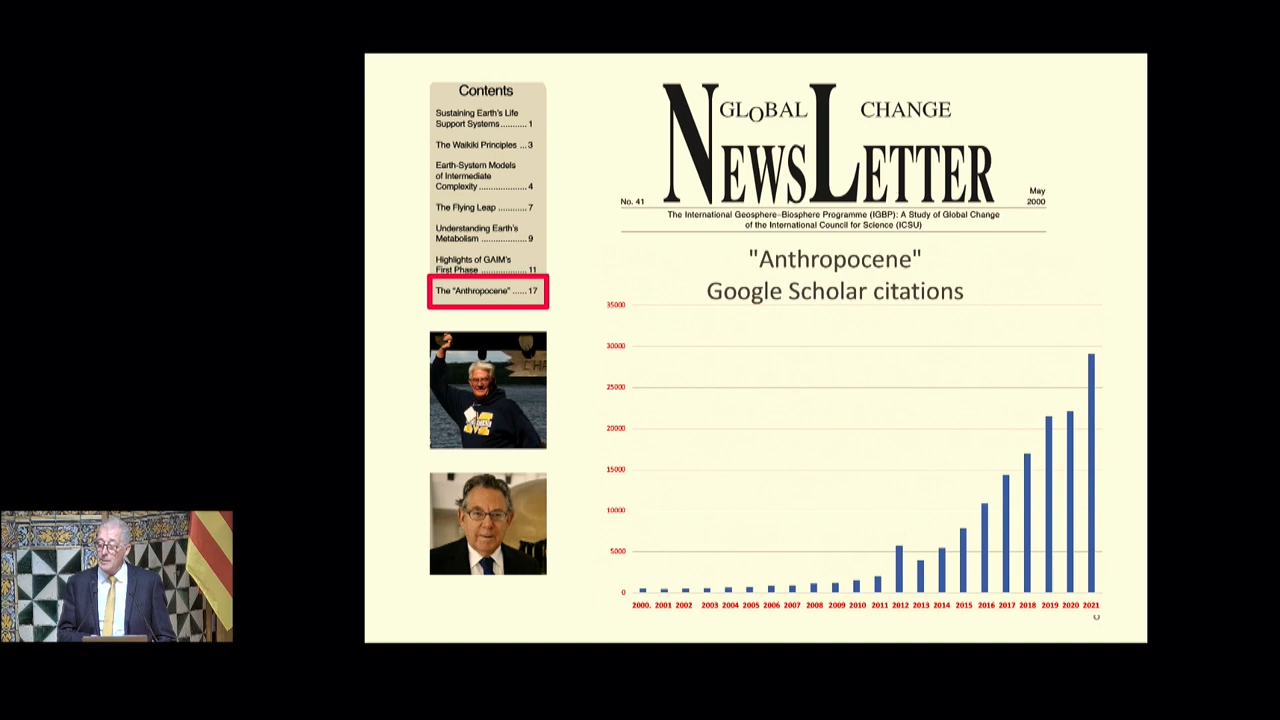 Contents
Sustaining Earth's Life
Support Systems........... 1
The Waikiki Principles ... 3
Earth-System Models
of Intermediate
Complexity .................... 4
The Flying Leap ............ 7
Understanding Earth's
Metabolism .................. 9
Highlights of GAIM's
First Phase .................. 11
The "Anthropocene" ...... 17
GLOBAL CHANGE
NEWSLETTER
No. 41
May
2000
The International Geosphere–Biosphere Programme (IGBP): A Study of Global Change
of the International Council for Science (ICSU)
"Anthropocene"
Google Scholar citations
35000
30000
25000
20000
15000
10000
5000
0
2000. 2001 2002 2003 2004 2005 2006 2007 2008 2009 2010 2011 2012 2013 2014 2015 2016 2017 2018 2019 2020 2021